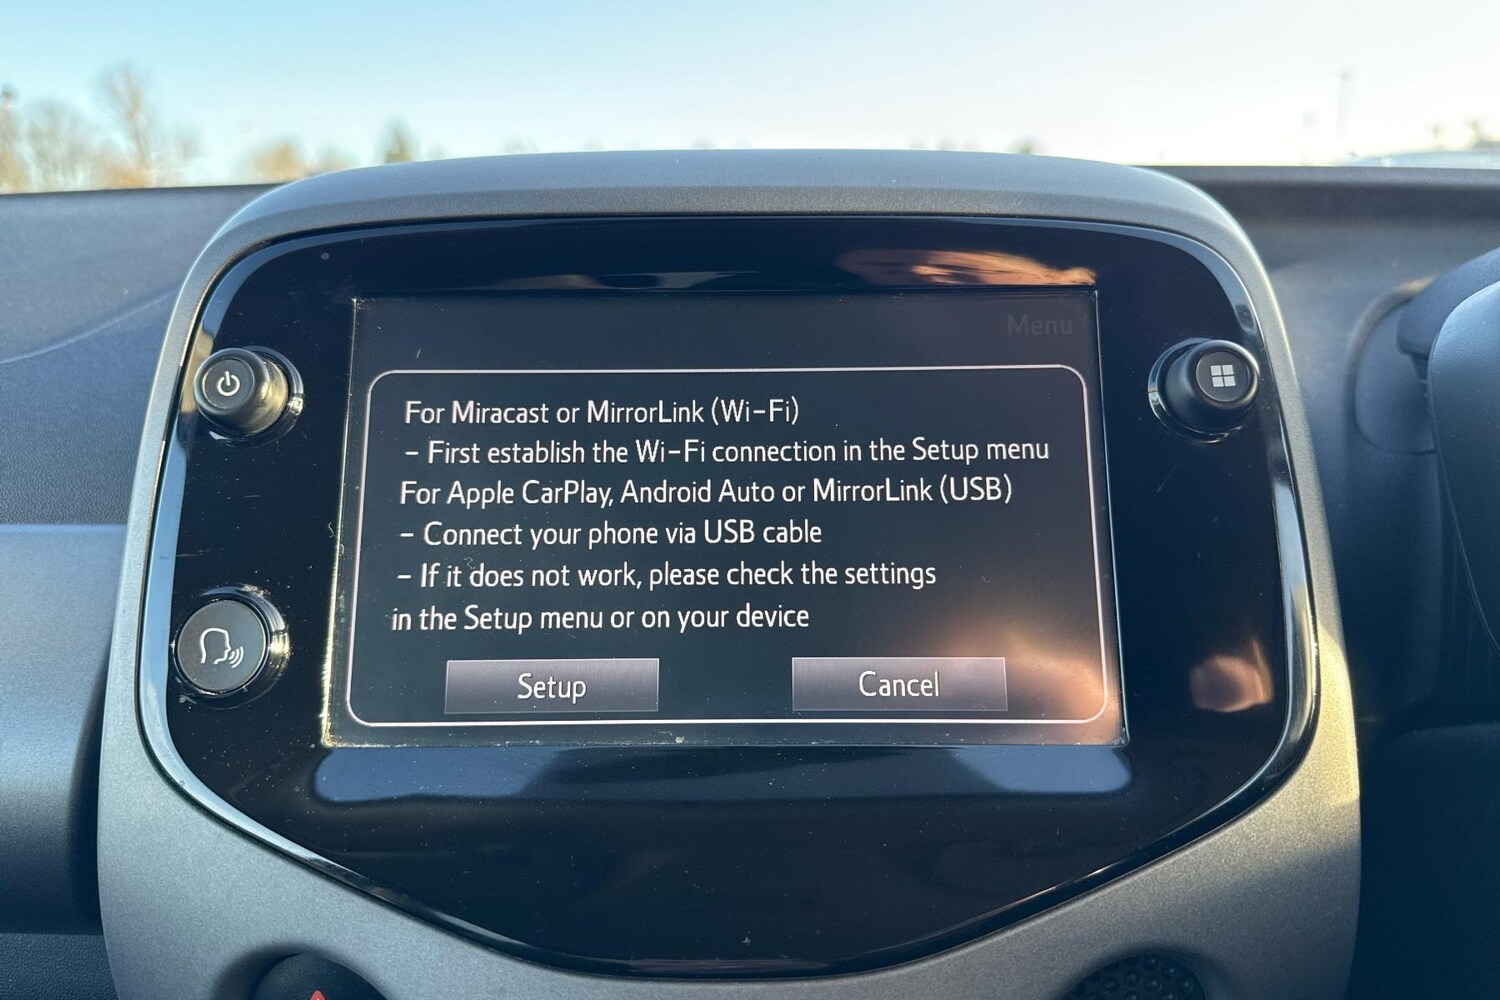 Menu
For Miracast or MirrorLink (Wi-Fi)
- First establish the Wi-Fi connection in the Setup menu
For Apple CarPlay, Android Auto or MirrorLink (USB)
- Connect your phone via USB cable
- If it does not work, please check the settings
in the Setup menu or on your device
Setup Cancel